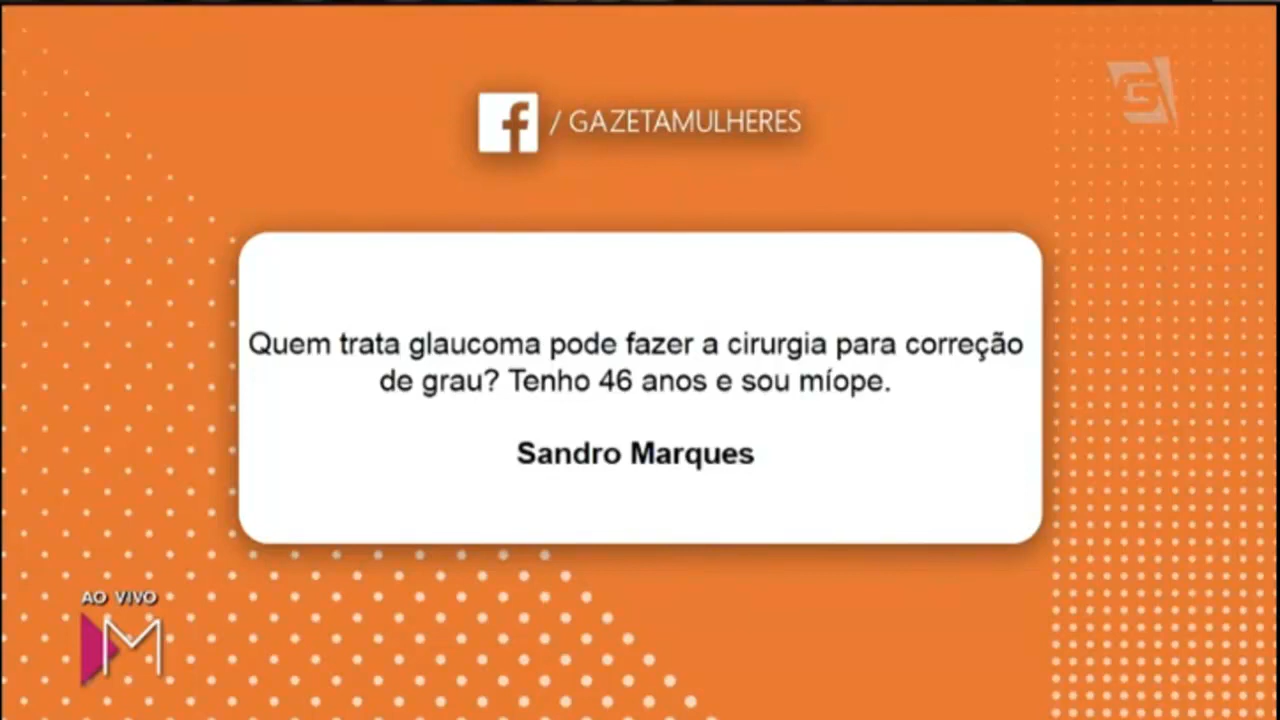 f / GAZETAMULHERES
G
Quem trata glaucoma pode fazer a cirurgia para correção
de grau? Tenho 46 anos e sou míope.
Sandro Marques
AO VIVO
M